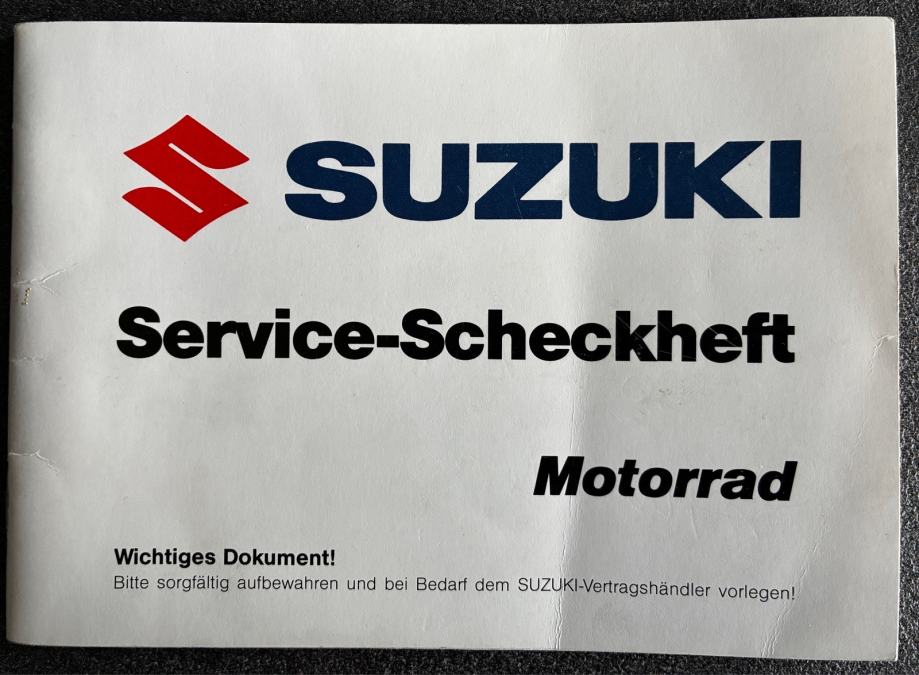 SUZUKI
Service-Scheckheft
Motorrad
Wichtiges Dokument!
Bitte sorgfältig aufbewahren und bei Bedarf dem SUZUKI-Vertragshändler vorlegen!